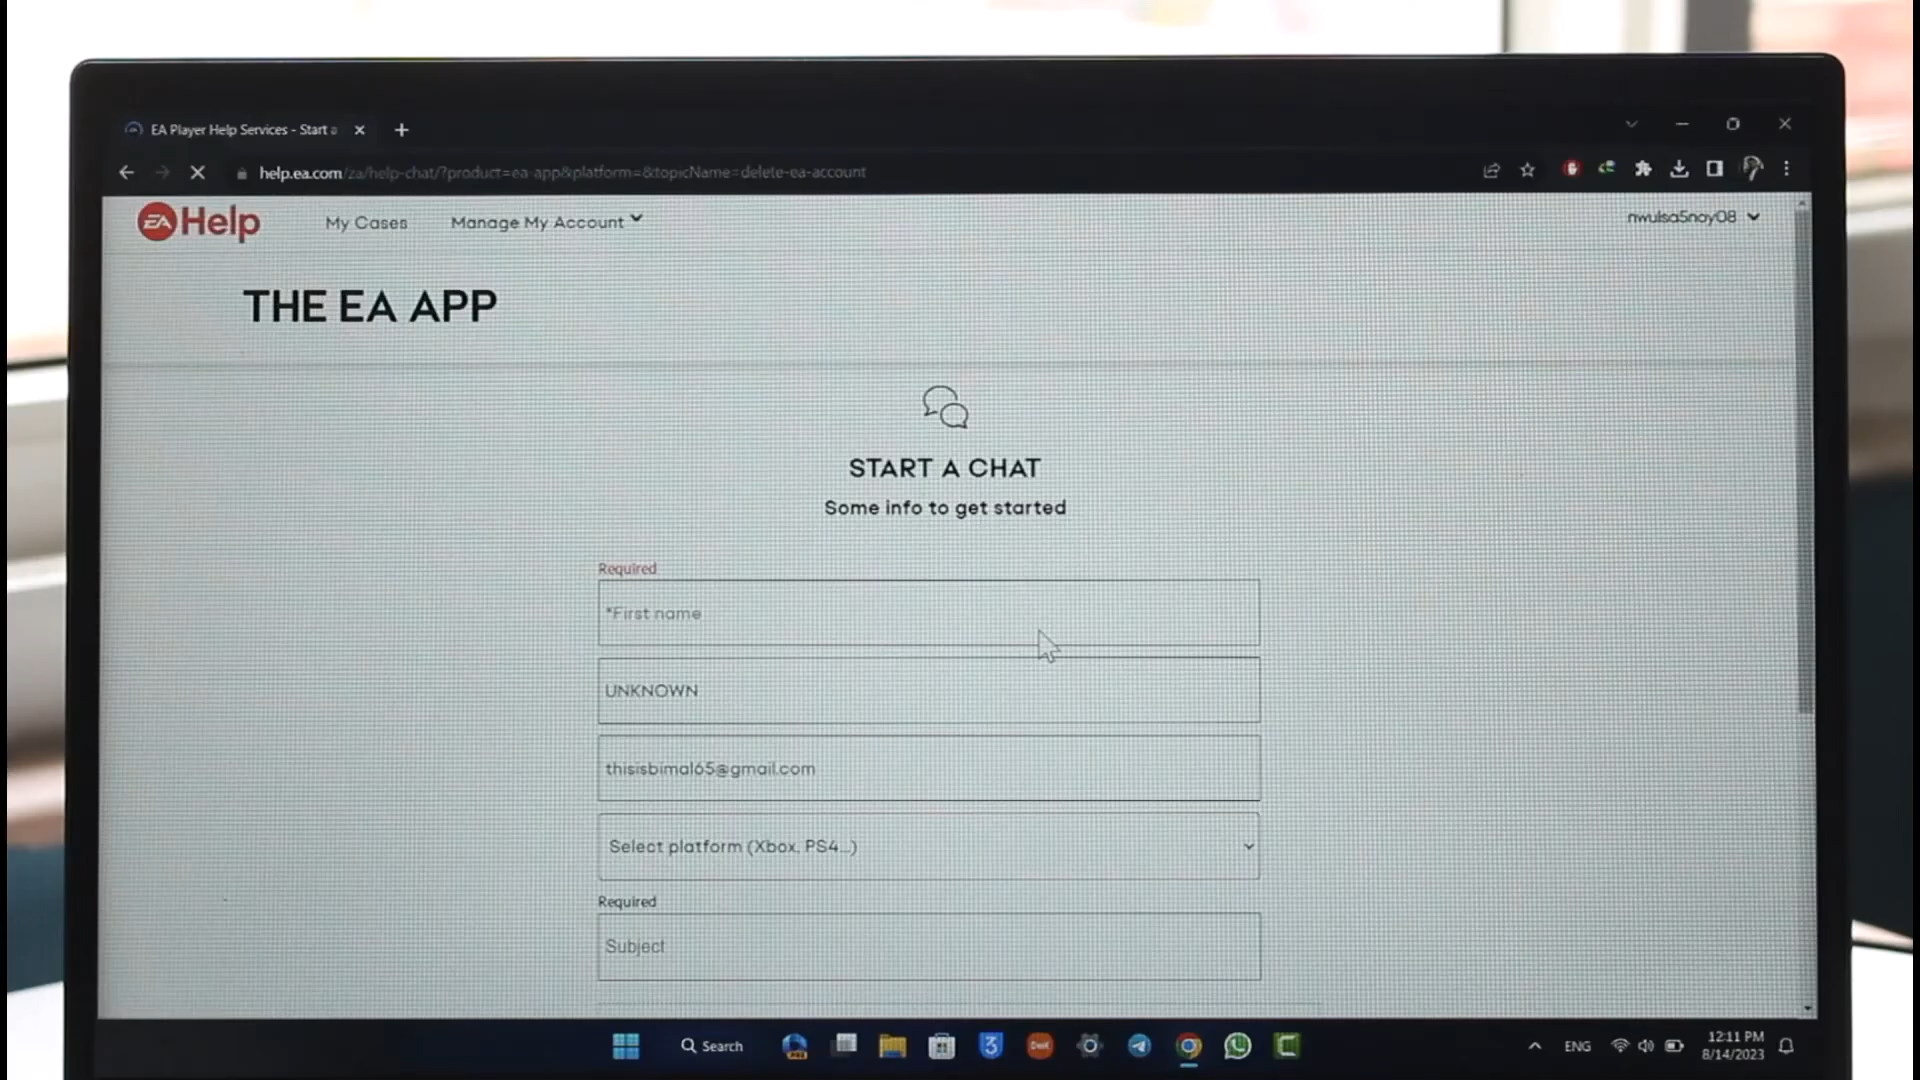 EA Player Help Services - Start a
help.ea.com/za/help-chat/?product=ea-app&platform=&topicName=delete-ea-account
EA Help
My Cases
Manage My Account
nwulsa5noy08
THE EA APP
START A CHAT
Some info to get started
Required
*First name
UNKNOWN
thisisbimal65@gmail.com
Select platform (Xbox, PS4...)
Required
Subject
Search
ENG
12:11 PM
8/14/2023